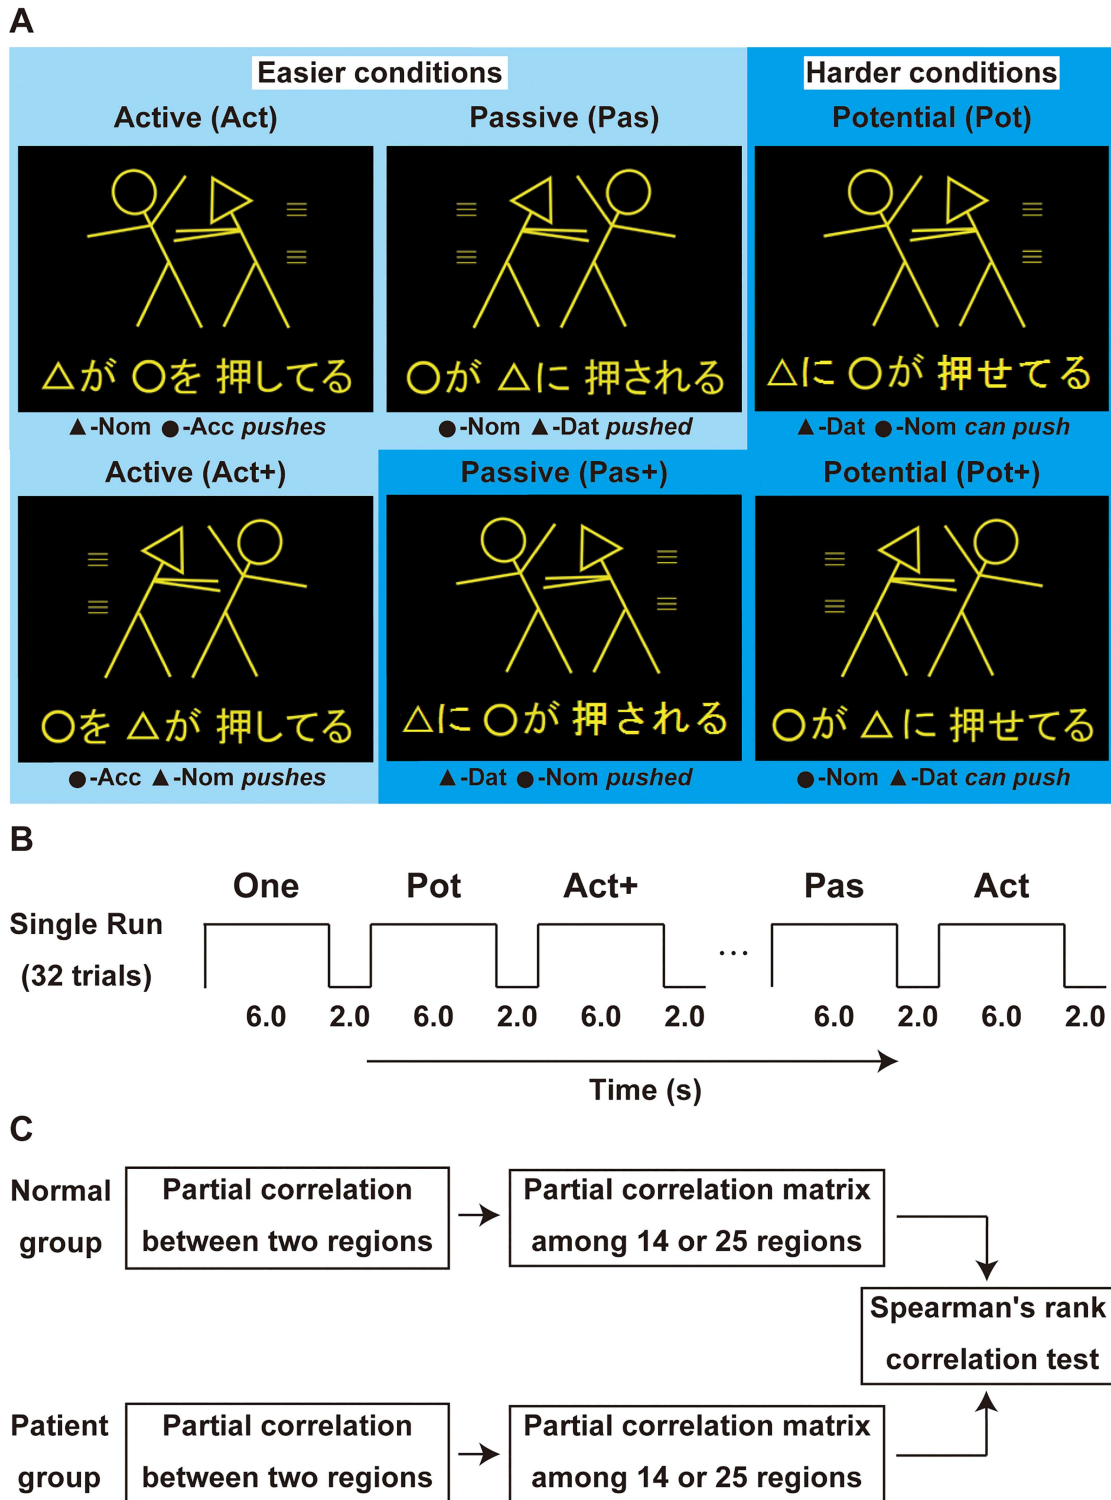 A
Easier conditions
Harder conditions
Active (Act)
Passive (Pas)
Potential (Pot)
△が ○を 押してる
○が △に 押される
△に ○が 押せてる
▲-Nom ●-Acc pushes
●-Nom ▲-Dat pushed
▲-Dat ●-Nom can push
Active (Act+)
Passive (Pas+)
Potential (Pot+)
○を △が 押してる
△に ○が 押される
○が △に 押せてる
●-Acc ▲-Nom pushes
▲-Dat ●-Nom pushed
●-Nom ▲-Dat can push
B
One Pot Act+ Pas Act
Single Run
(32 trials)
...
6.0 2.0 6.0 2.0 6.0 2.0 6.0 2.0 6.0 2.0
Time (s)
C
Normal
group
Partial correlation
between two regions
Partial correlation matrix
among 14 or 25 regions
Spearman's rank
correlation test
Patient
group
Partial correlation
between two regions
Partial correlation matrix
among 14 or 25 regions